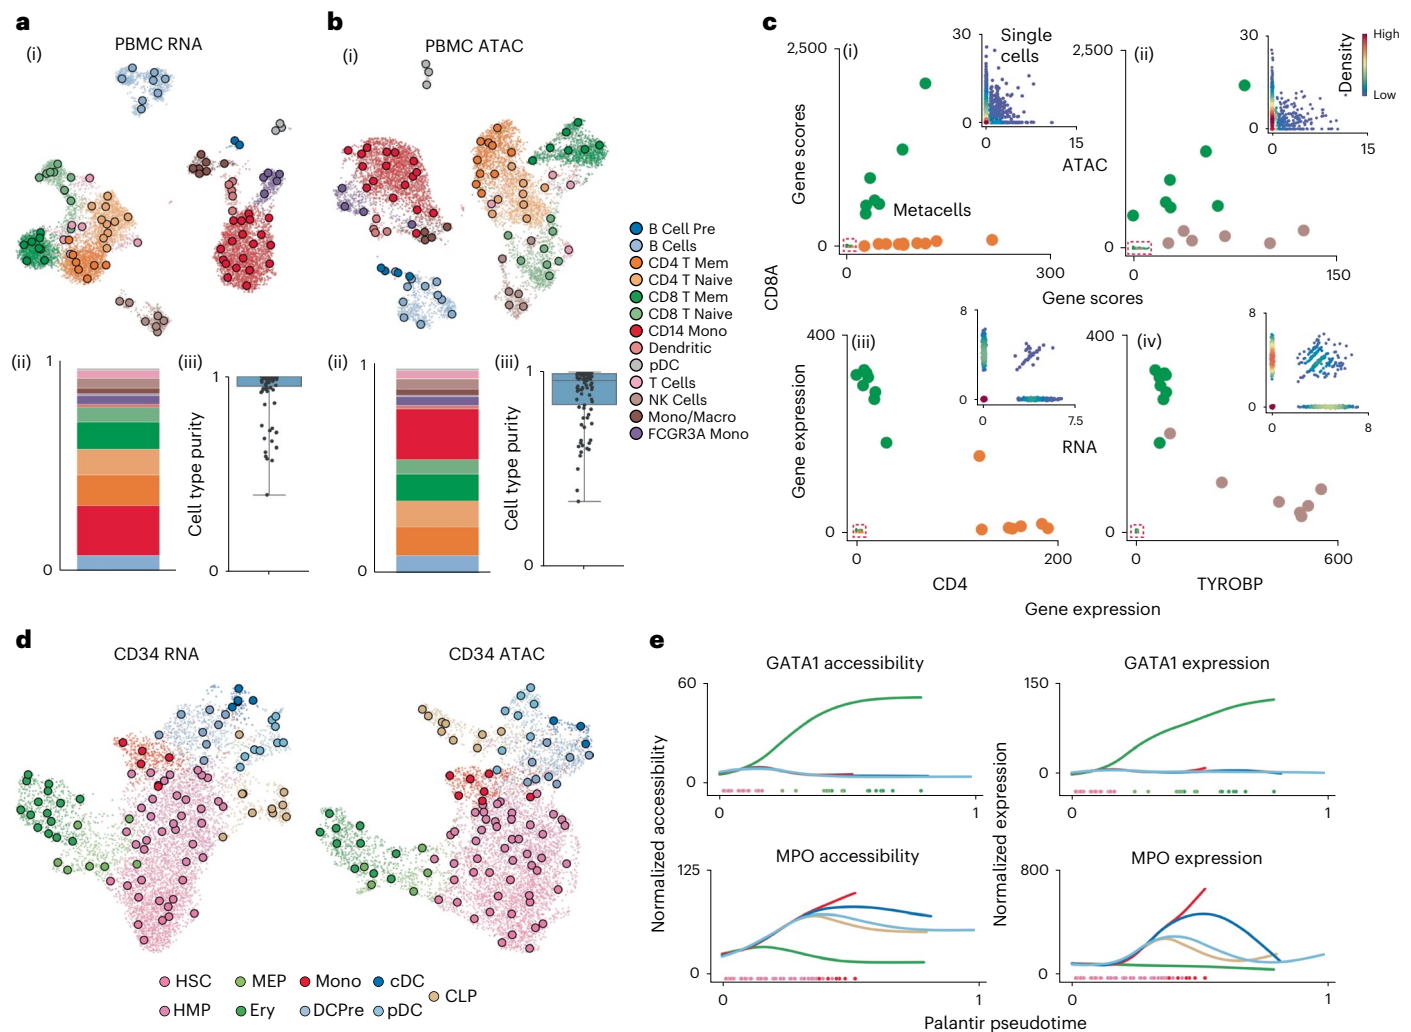 a
(i)
PBMC RNA
b
(i)
PBMC ATAC
(ii)
1
0
(iii)
1
0
Cell type purity
(ii)
1
0
(iii)
1
0
Cell type purity
B Cell Pre
B Cells
CD4 T Mem
CD4 T Naive
CD8 T Mem
CD8 T Naive
CD14 Mono
Dendritic
pDC
T Cells
NK Cells
Mono/Macro
FCGR3A Mono
c
CD8A
(i)
2,500
0
Gene scores
0
300
Metacells
30
0
0
15
Single
cells
ATAC
(ii)
2,500
0
0
150
30
0
0
15
Density
High
Low
Gene scores
(iii)
400
0
Gene expression
0
200
CD4
8
0
0
7.5
RNA
(iv)
400
0
0
600
TYROBP
8
0
0
8
Gene expression
d
CD34 RNA
CD34 ATAC
HSC
MEP
Mono
cDC
CLP
HMP
Ery
DCPre
pDC
e
GATA1 accessibility
60
0
0
1
Normalized accessibility
GATA1 expression
150
0
0
1
Normalized expression
MPO accessibility
125
0
0
1
MPO expression
800
0
0
1
Palantir pseudotime